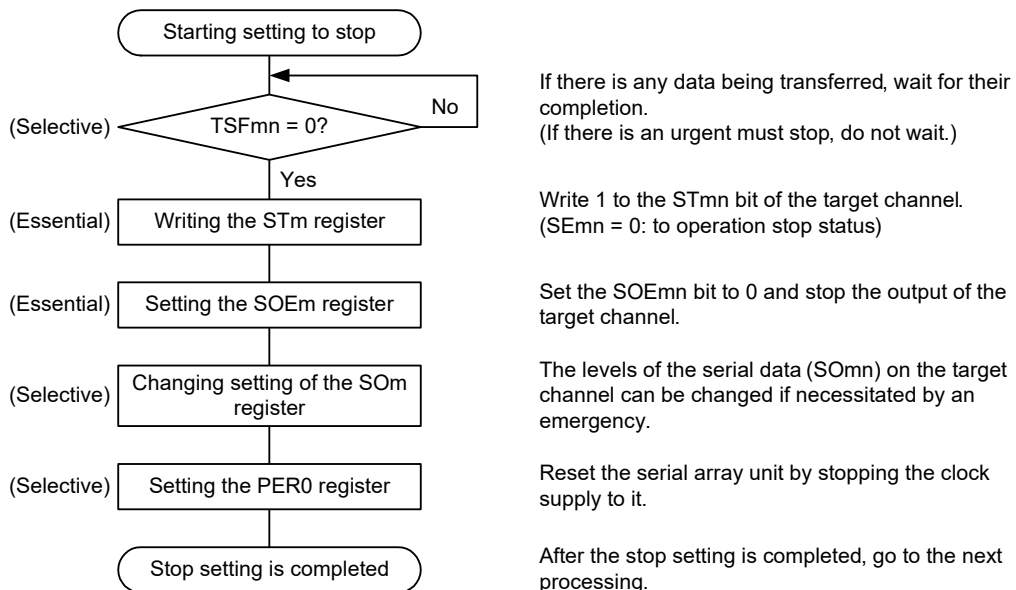 Starting setting to stop
If there is any data being transferred, wait for their
completion.
(If there is an urgent must stop, do not wait.)
No
(Selective)
TSFmn = 0?
Yes
(Essential)
Writing the STm register
Write 1 to the STmn bit of the target channel.
(SEmn = 0: to operation stop status)
(Essential)
Setting the SOEm register
Set the SOEmn bit to 0 and stop the output of the
target channel.
(Selective)
Changing setting of the SOm
register
The levels of the serial data (SOmn) on the target
channel can be changed if necessitated by an
emergency.
(Selective)
Setting the PER0 register
Reset the serial array unit by stopping the clock
supply to it.
Stop setting is completed
After the stop setting is completed, go to the next
processing.